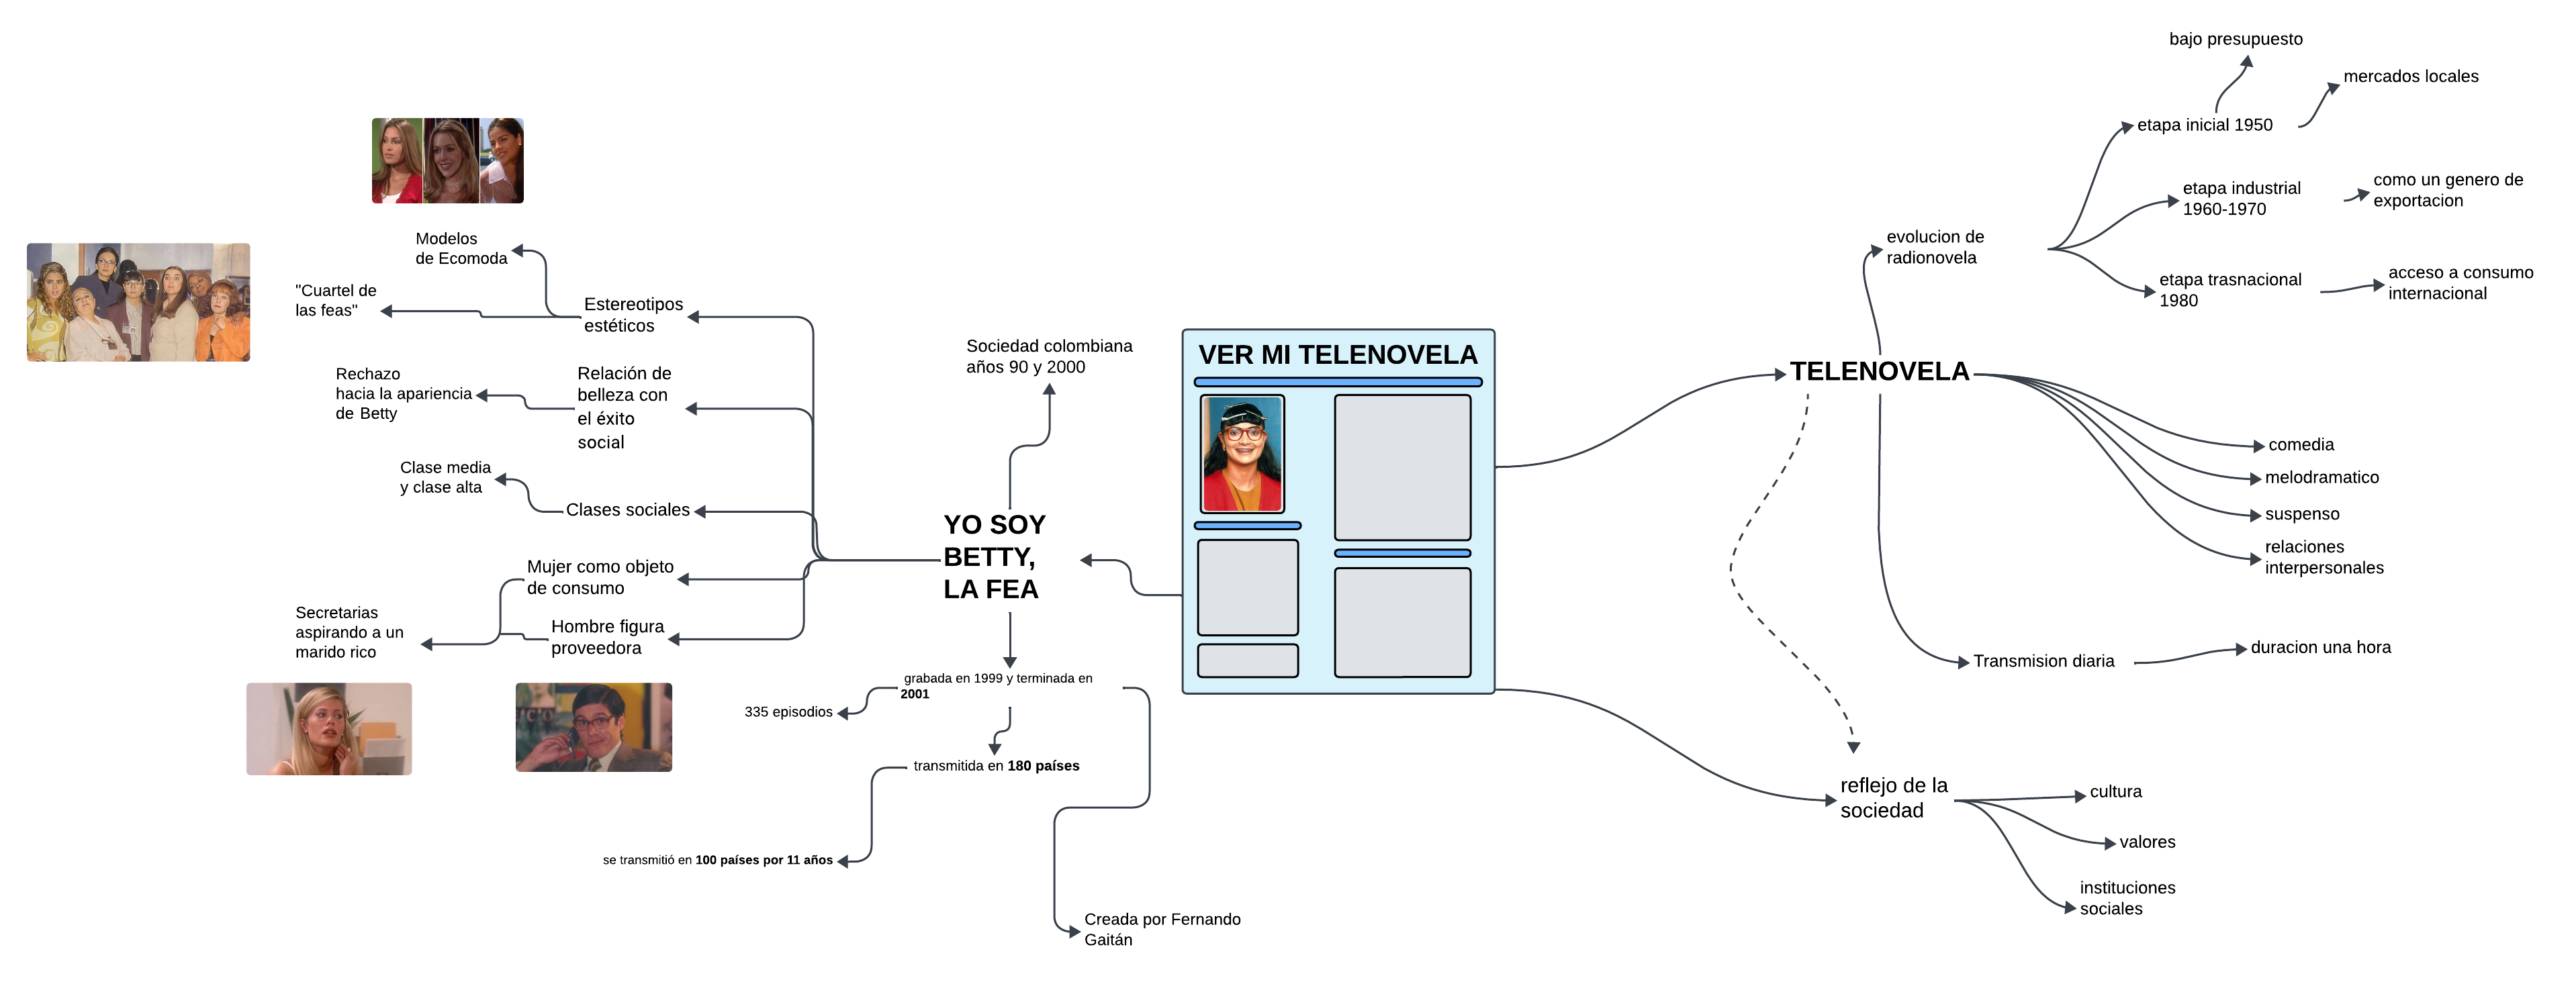 VER MI TELENOVELA
YO SOY
BETTY,
LA FEA
Sociedad colombiana
años 90 y 2000
Estereotipos
estéticos
Modelos
de Ecomoda
"Cuartel de
las feas"
Relación de
belleza con
el éxito
social
Rechazo
hacia la apariencia
de Betty
Clases sociales
Clase media
y clase alta
Mujer como objeto
de consumo
Hombre figura
proveedora
Secretarias
aspirando a un
marido rico
grabada en 1999 y terminada en
2001
335 episodios
transmitida en 180 países
se transmitió en 100 países por 11 años
Creada por Fernando
Gaitán
TELENOVELA
evolucion de
radionovela
etapa inicial 1950
bajo presupuesto
mercados locales
etapa industrial
1960-1970
como un genero de
exportacion
etapa trasnacional
1980
acceso a consumo
internacional
comedia
melodramatico
suspenso
relaciones
interpersonales
Transmision diaria
duracion una hora
reflejo de la
sociedad
cultura
valores
instituciones
sociales